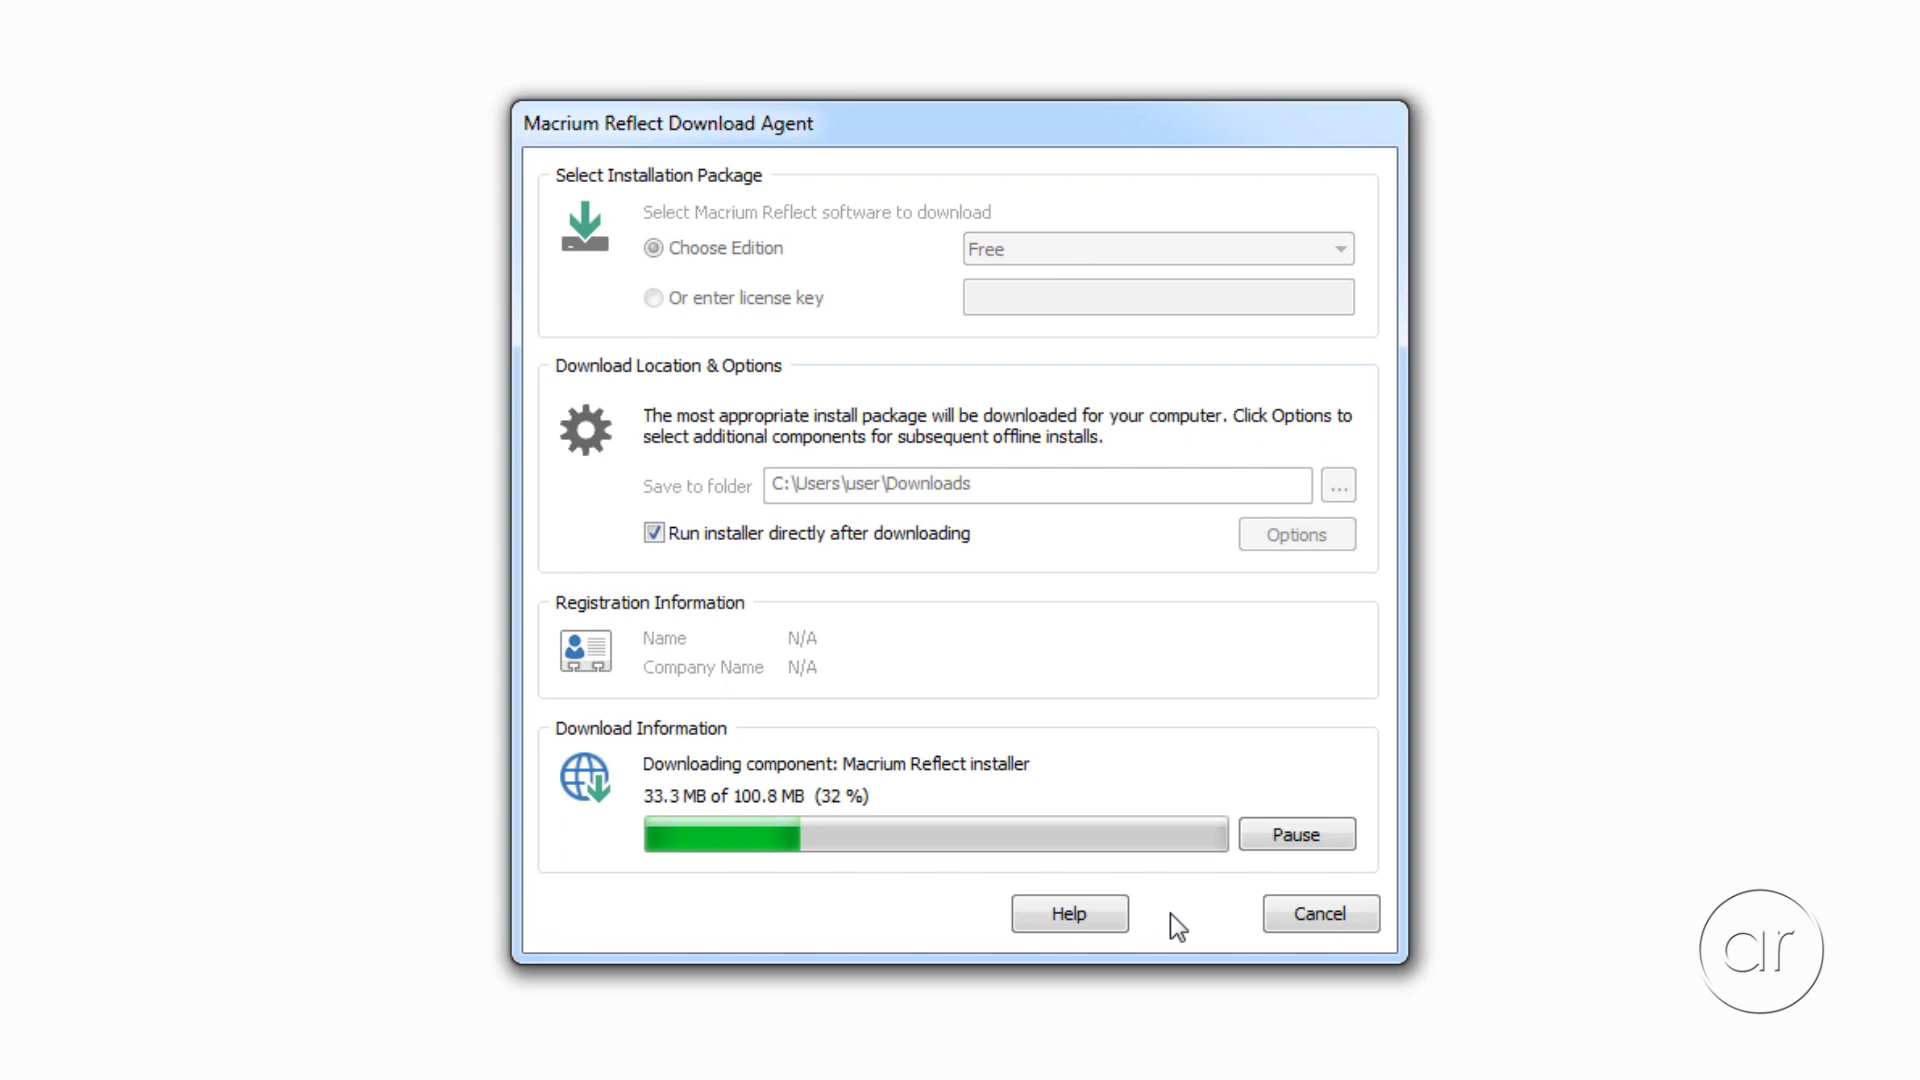 Macrium Reflect Download Agent
Select Installation Package
Select Macrium Reflect software to download
Choose Edition
Free
Or enter license key
Download Location & Options
The most appropriate install package will be downloaded for your computer. Click Options to
select additional components for subsequent offline installs.
Save to folder C:\Users\user\Downloads ...
Run installer directly after downloading
Options
Registration Information
Name N/A
Company Name N/A
Download Information
Downloading component: Macrium Reflect installer
33.3 MB of 100.8 MB (32 %)
Pause
Help
Cancel
ar